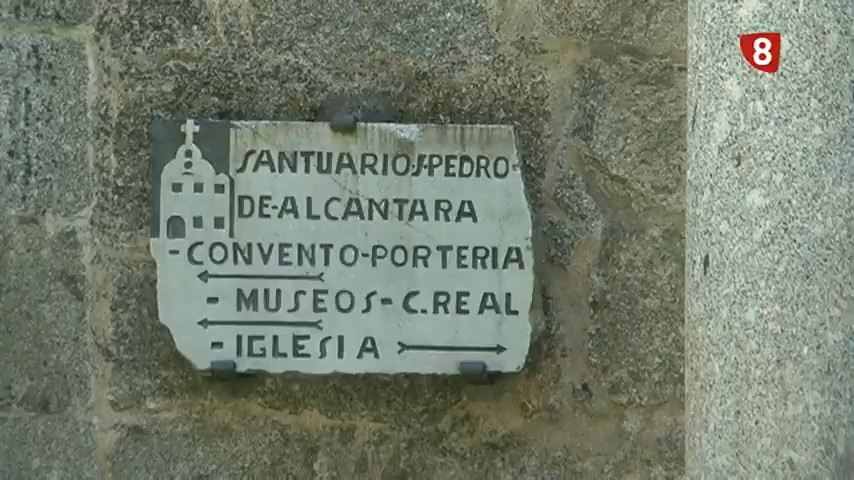 8
SANTUARIO-S-PEDRO-
DE-ALCANTARA
-CONVENTO-PORTERIA
- MUSEOS - C.REAL
- IGLESIA